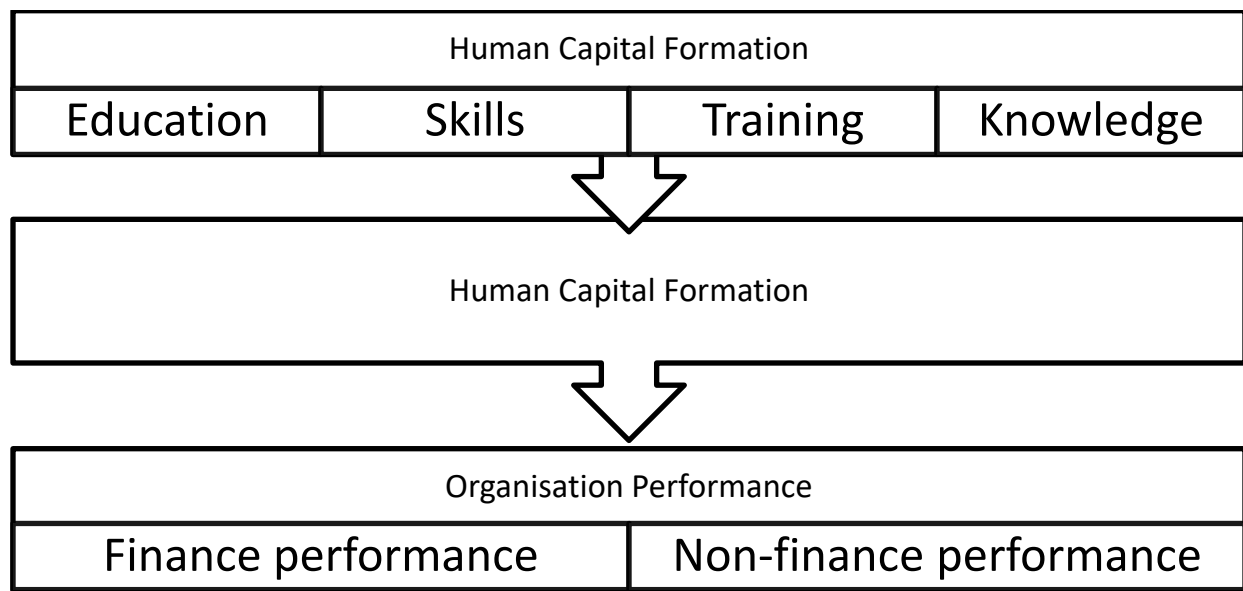 Human Capital Formation
Education Skills Training Knowledge
Human Capital Formation
Organisation Performance
Finance performance Non-finance performance